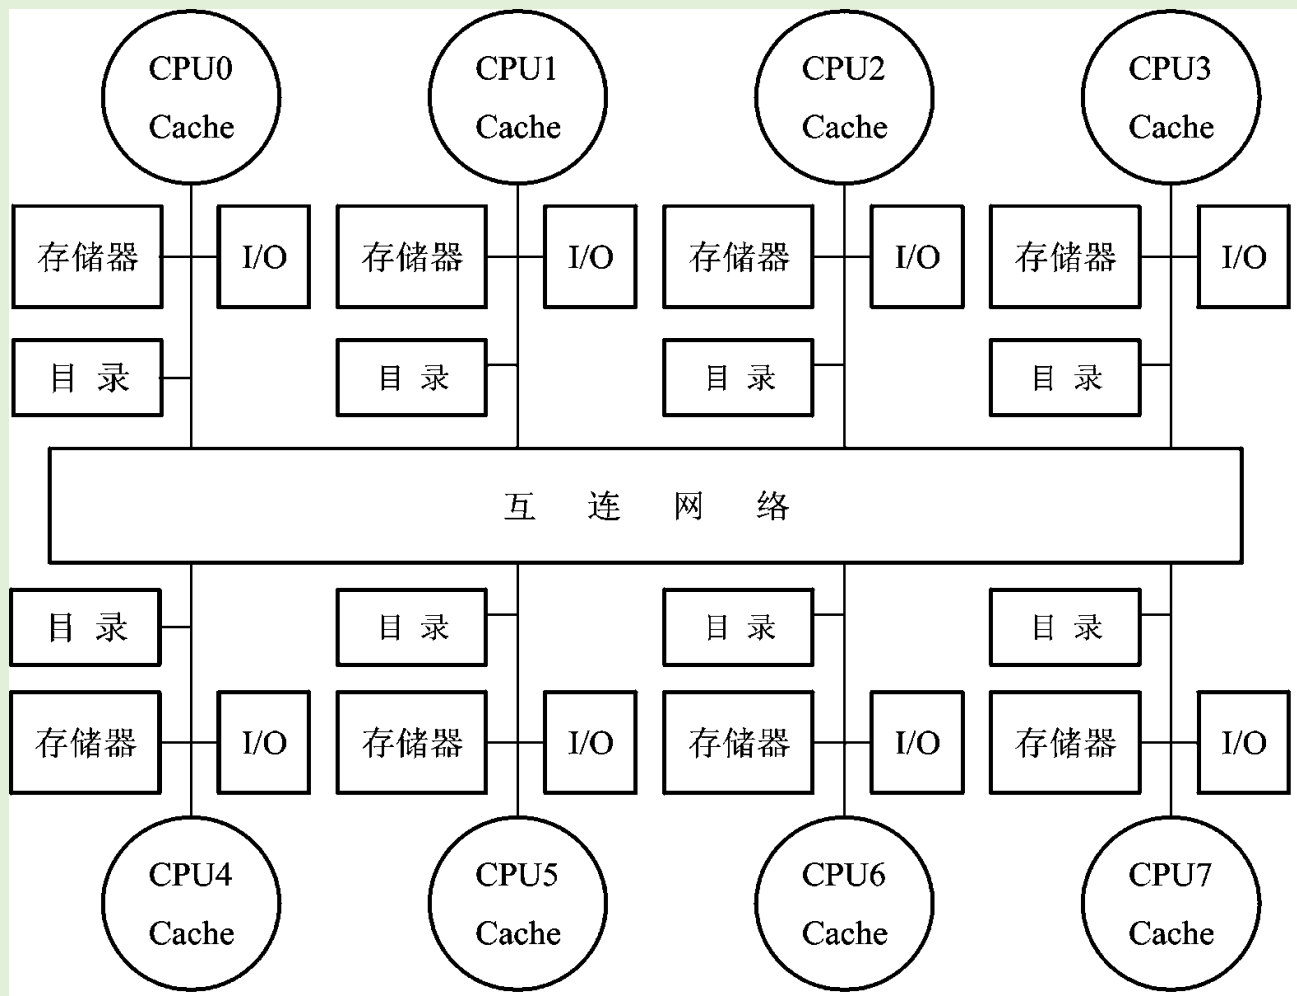 CPU0 CPU1 CPU2 CPU3
Cache Cache Cache Cache
存储器 I/O 存储器 I/O 存储器 I/O 存储器 I/O
目 录 目 录 目 录 目 录
互 连 网 络
目 录 目 录 目 录 目 录
存储器 I/O 存储器 I/O 存储器 I/O 存储器 I/O
CPU4 CPU5 CPU6 CPU7
Cache Cache Cache Cache